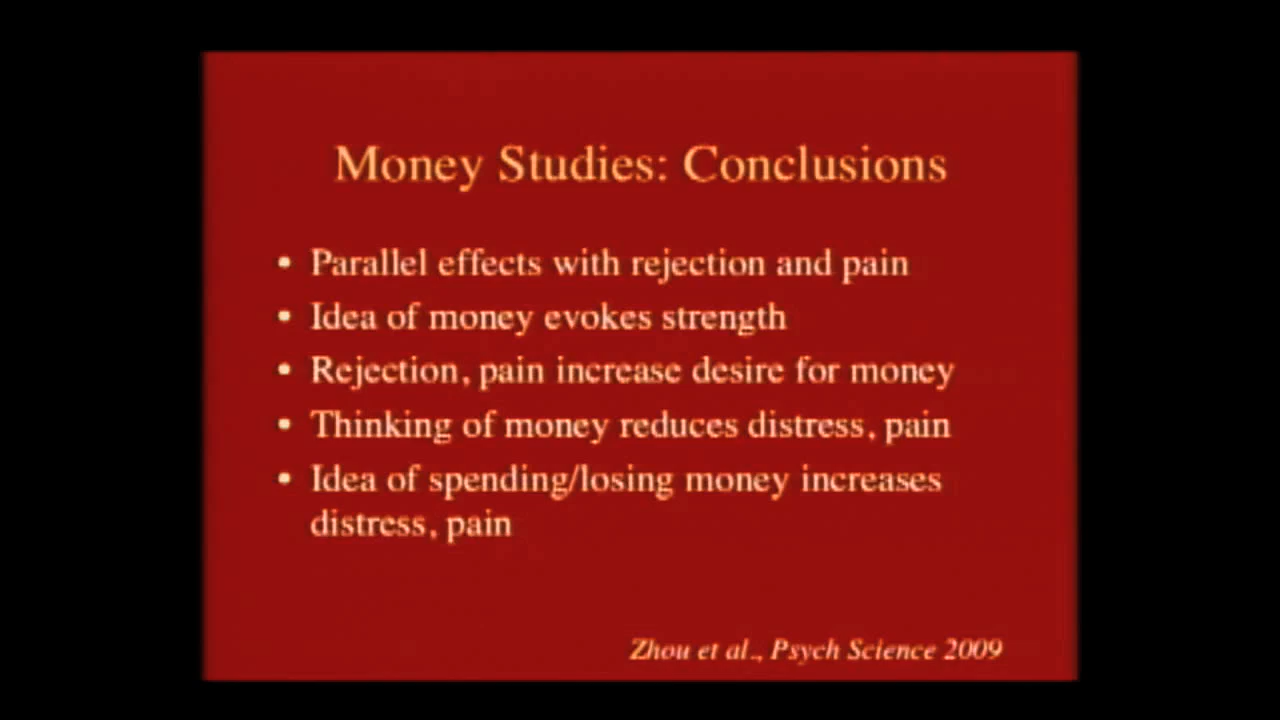 Money Studies: Conclusions
• Parallel effects with rejection and pain
• Idea of money evokes strength
• Rejection, pain increase desire for money
• Thinking of money reduces distress, pain
• Idea of spending/losing money increases
distress, pain
Zhou et al., Psych Science 2009